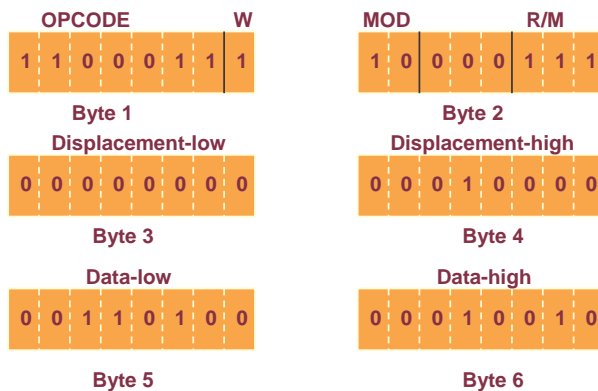 OPCODE W MOD R/M
1 1 0 0 0 1 1 1 1 0 0 0 0 1 1 1
Byte 1 Byte 2
Displacement-low Displacement-high
0 0 0 0 0 0 0 0 0 0 0 1 0 0 0 0
Byte 3 Byte 4
Data-low Data-high
0 0 1 1 0 1 0 0 0 0 0 1 0 0 1 0
Byte 5 Byte 6